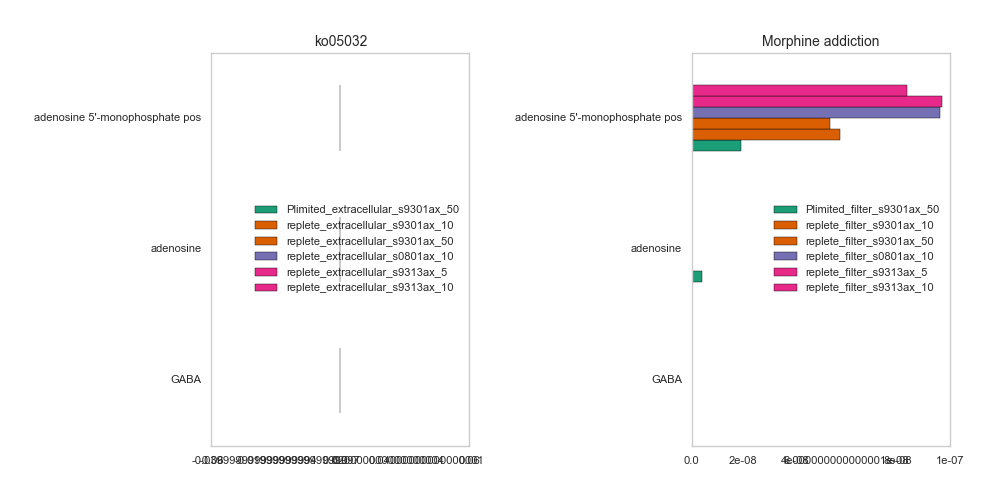 ko05032
Morphine addiction
adenosine 5'-monophosphate pos
adenosine
GABA
Plimited_extracellular_s9301ax_50
replete_extracellular_s9301ax_10
replete_extracellular_s9301ax_50
replete_extracellular_s0801ax_10
replete_extracellular_s9313ax_5
replete_extracellular_s9313ax_10
adenosine 5'-monophosphate pos
adenosine
GABA
Plimited_filter_s9301ax_50
replete_filter_s9301ax_10
replete_filter_s9301ax_50
replete_filter_s0801ax_10
replete_filter_s9313ax_5
replete_filter_s9313ax_10
0.0 2e-08 1e-07